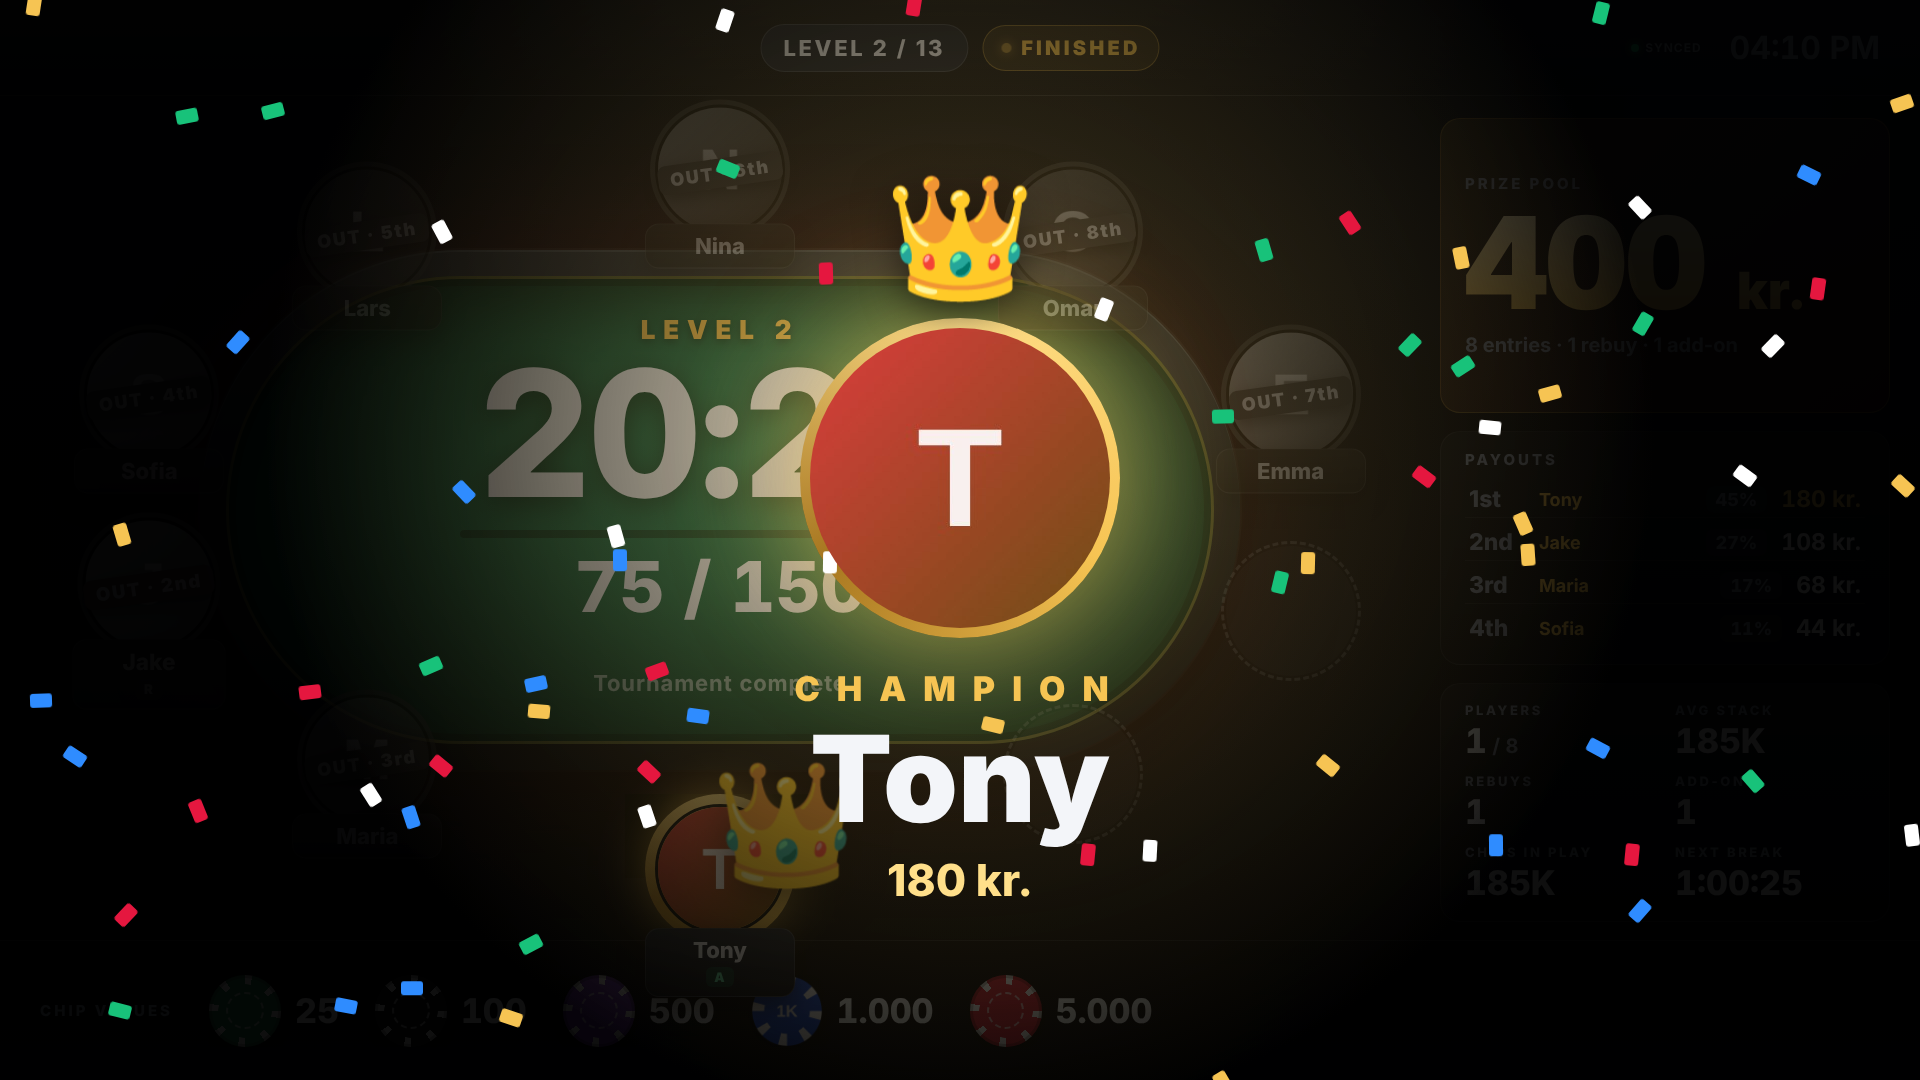 LEVEL 2 / 13
FINISHED
SYNCED
04:10 PM
OUT · 5th
Lars
OUT
6th
Nina
OUT · 8th
OUT · 4th
Sofia
OUT · 7th
Emma
OUT · 2nd
Jake
OUT · 3rd
Maria
LEVEL 2
75 / 150
Tournament complete
T
CHAMPION
Tony
180 kr.
T
Tony
A
PRIZE POOL
400 kr.
8 entries · 1 rebuy · 1 add-on
PAYOUTS
1st Tony 45% 180 kr.
2nd Jake 27% 108 kr.
3rd Maria 17% 68 kr.
4th Sofia 11% 44 kr.
PLAYERS
1 / 8
AVG STACK
185K
REBUYS
1
1
IN PLAY
185K
NEXT BREAK
1:00:25
CHIP
25
100
500
1K
1.000
5.000